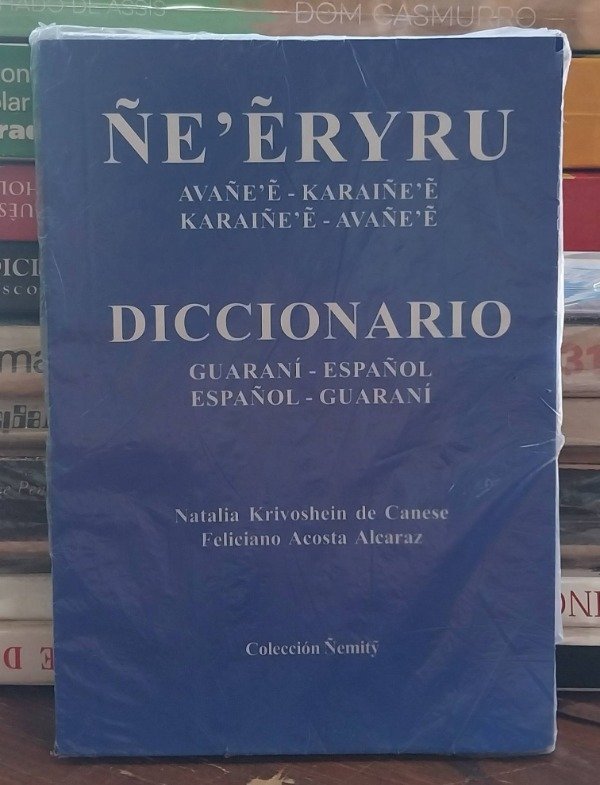 DOM CASMURRO
ÑE'ẼRYRU
AVAÑE'Ẽ - KARAIÑE'Ẽ
KARAIÑE'Ẽ - AVAÑE'Ẽ
DICCIONARIO
GUARANÍ - ESPAÑOL
ESPAÑOL - GUARANÍ
Natalia Krivoshein de Canese
Feliciano Acosta Alcaraz
Colección Ñemitỹ